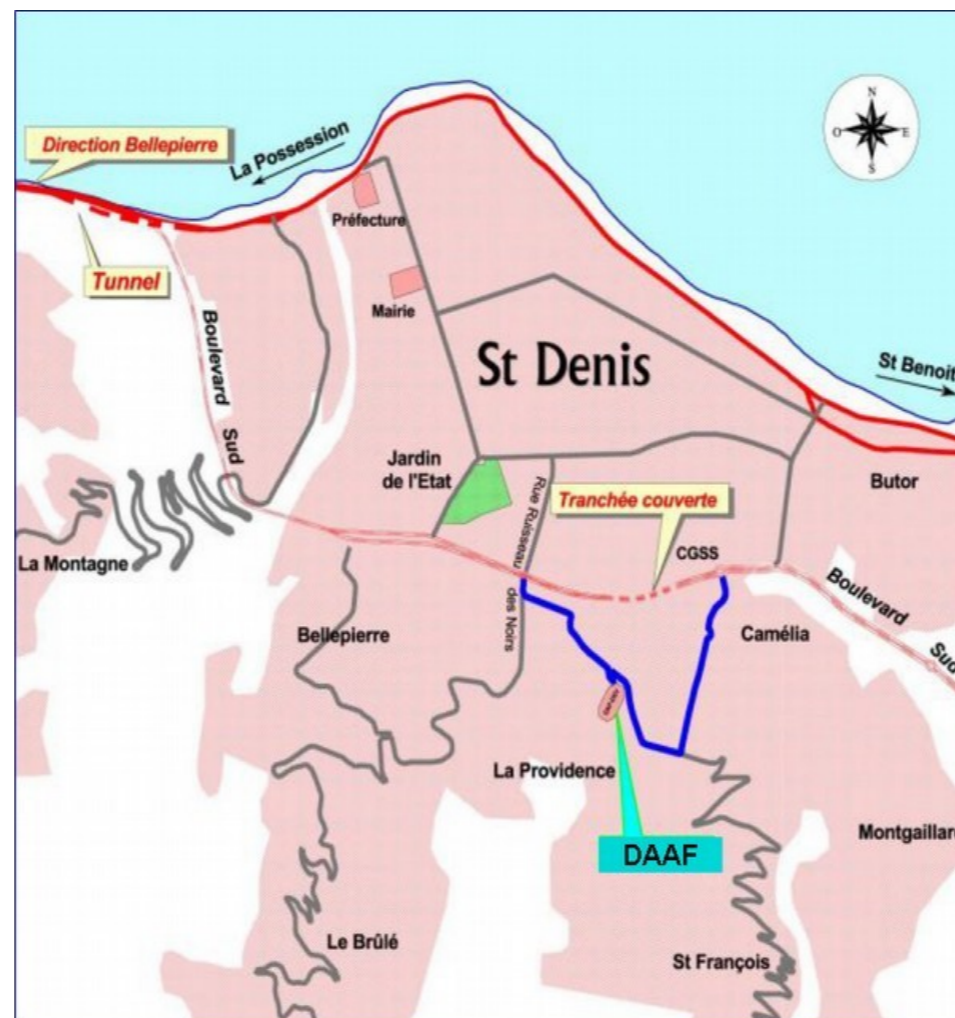 N
O
E
S
Direction Bellepierre
La Possession
Préfecture
Tunnel
Mairie
Boulevard
Sud
St Denis
St Benoit
Jardin
de l'Etat
Rue Ruisseau
des Noirs
Tranchée couverte
Butor
La Montagne
CGSS
Boulevard
Sud
Bellepierre
Camélia
La Providence
DAAF
Montgaillard
Le Brûlé
St François